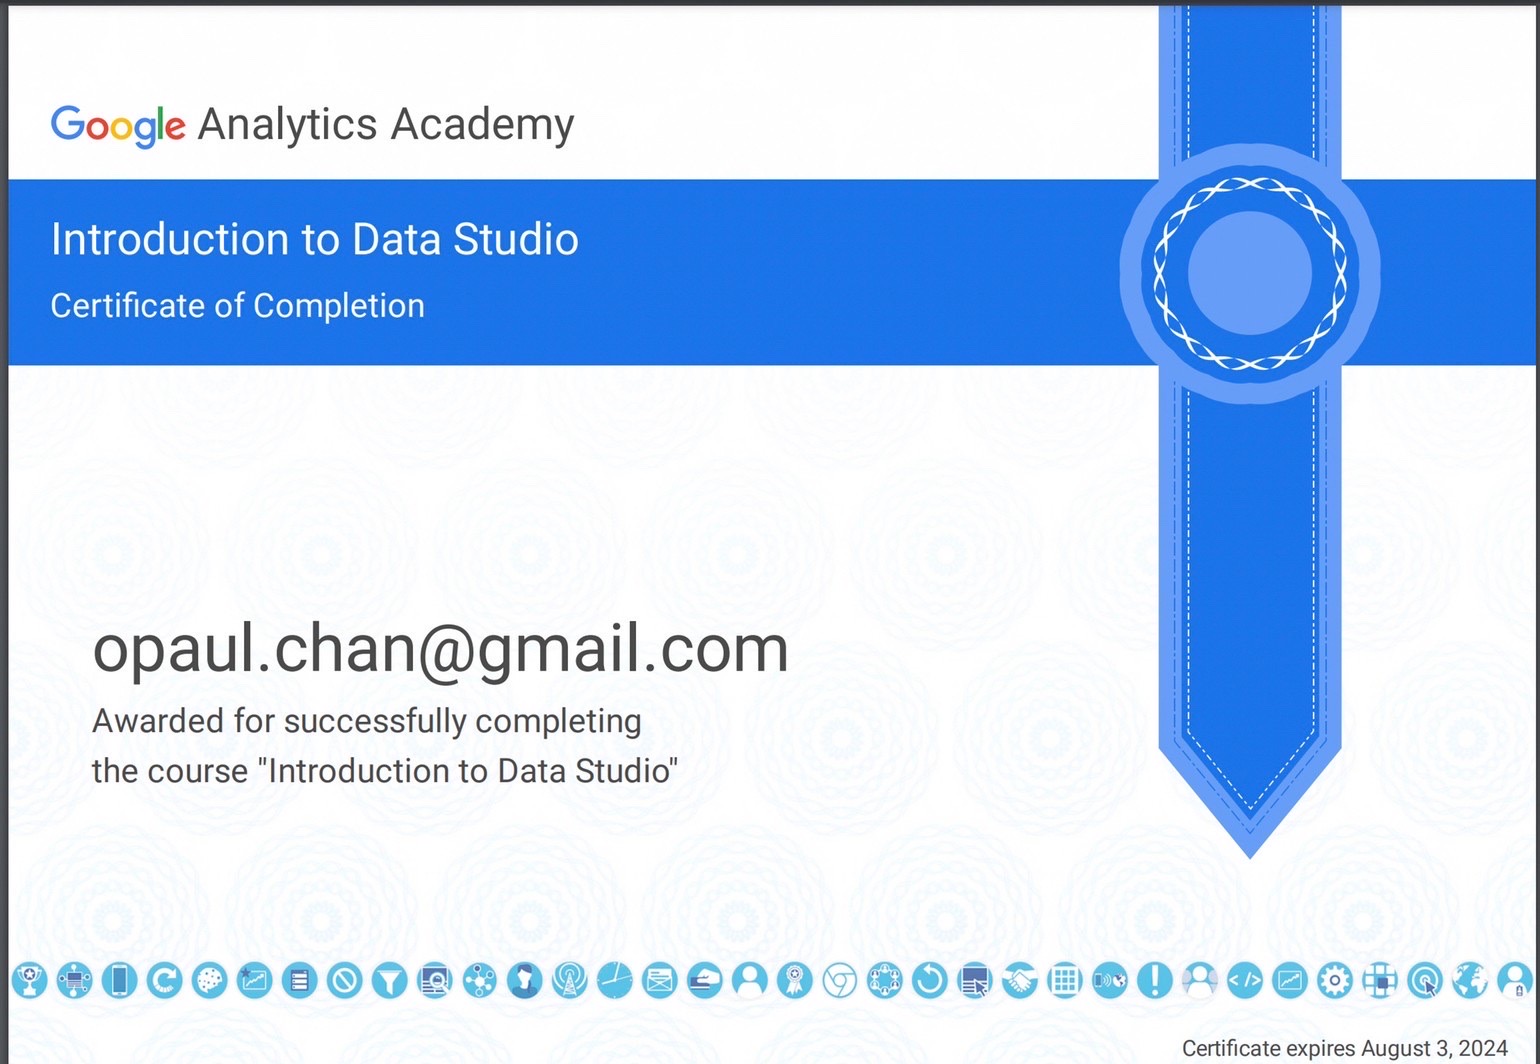 Google Analytics Academy
Introduction to Data Studio
Certificate of Completion
opaul.chan@gmail.com
Awarded for successfully completing
the course "Introduction to Data Studio"
Certificate expires August 3, 2024